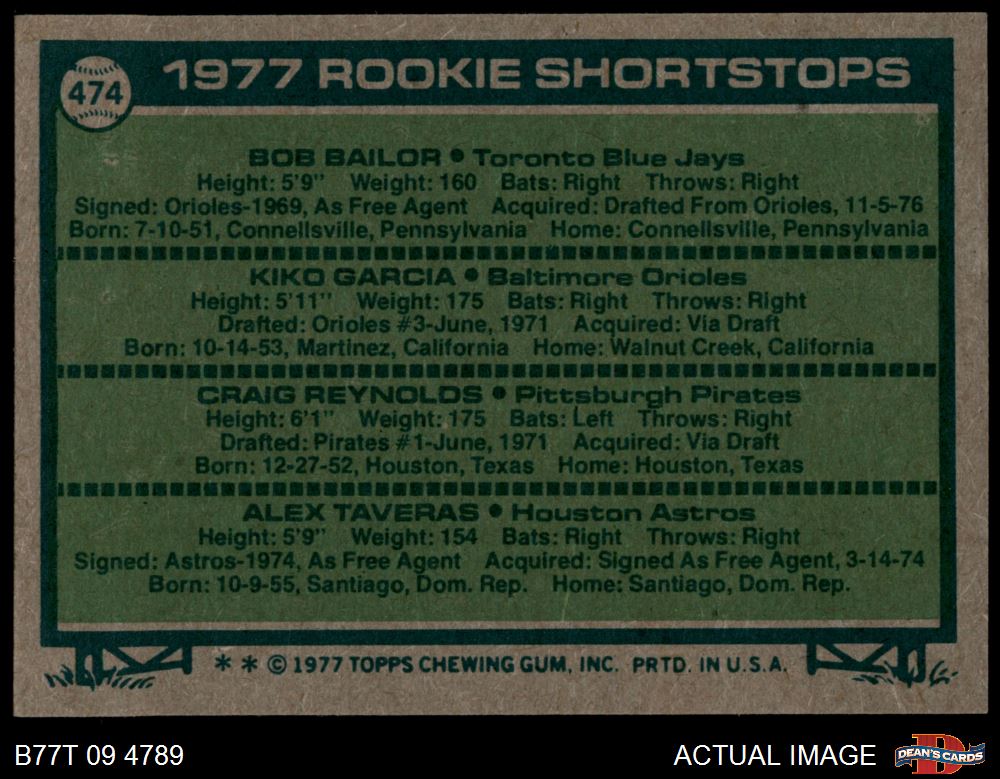 474
1977 ROOKIE SHORTSTOPS
BOB BAILOR • Toronto Blue Jays
Height: 5'9" Weight: 160 Bats: Right Throws: Right
Signed: Orioles-1969, As Free Agent Acquired: Drafted From Orioles, 11-5-76
Born: 7-10-51, Connellsville, Pennsylvania Home: Connellsville, Pennsylvania
KIKO GARCIA • Baltimore Orioles
Height: 5'11" Weight: 175 Bats: Right Throws: Right
Drafted: Orioles #3-June, 1971 Acquired: Via Draft
Born: 10-14-53, Martinez, California Home: Walnut Creek, California
CRAIG REYNOLDS • Pittsburgh Pirates
Height: 6'1" Weight: 175 Bats: Left Throws: Right
Drafted: Pirates #1-June, 1971 Acquired: Via Draft
Born: 12-27-52, Houston, Texas Home: Houston, Texas
ALEX TAVERAS • Houston Astros
Height: 5'9" Weight: 154 Bats: Right Throws: Right
Signed: Astros-1974, As Free Agent Acquired: Signed As Free Agent, 3-14-74
Born: 10-9-55, Santiago, Dom. Rep. Home: Santiago, Dom. Rep.
* * © 1977 TOPPS CHEWING GUM, INC. PRTD. IN U.S.A.
B77T 09 4789 ACTUAL IMAGE
D
DEAN'S CARDS